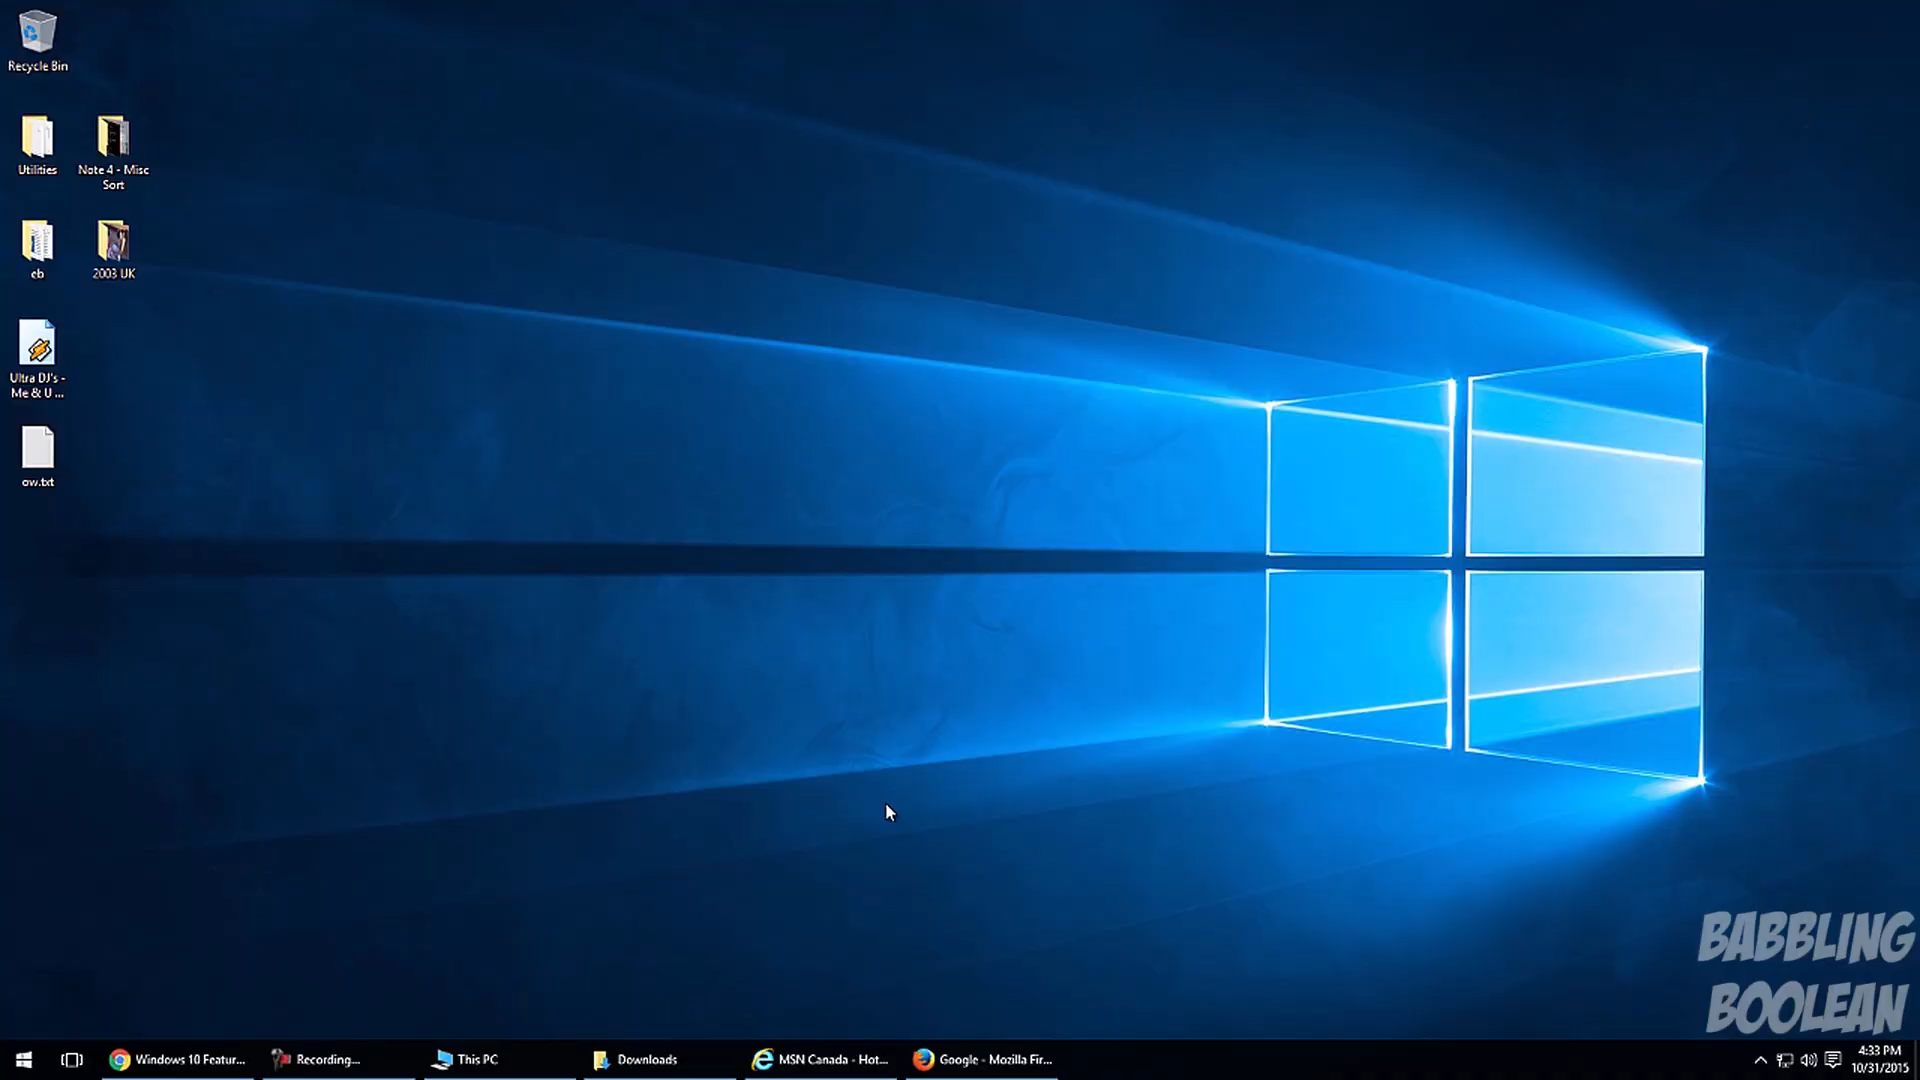 Recycle Bin
Utilities
Note 4 - Misc
Sort
eb
2003 UK
Ultra DJ's -
Me & U ...
ow.txt
BABBLING
BOOLEAN
Windows 10 Featur...
Recording...
This PC
Downloads
MSN Canada - Hot...
Google - Mozilla Fir...
4:33 PM
10/31/2015